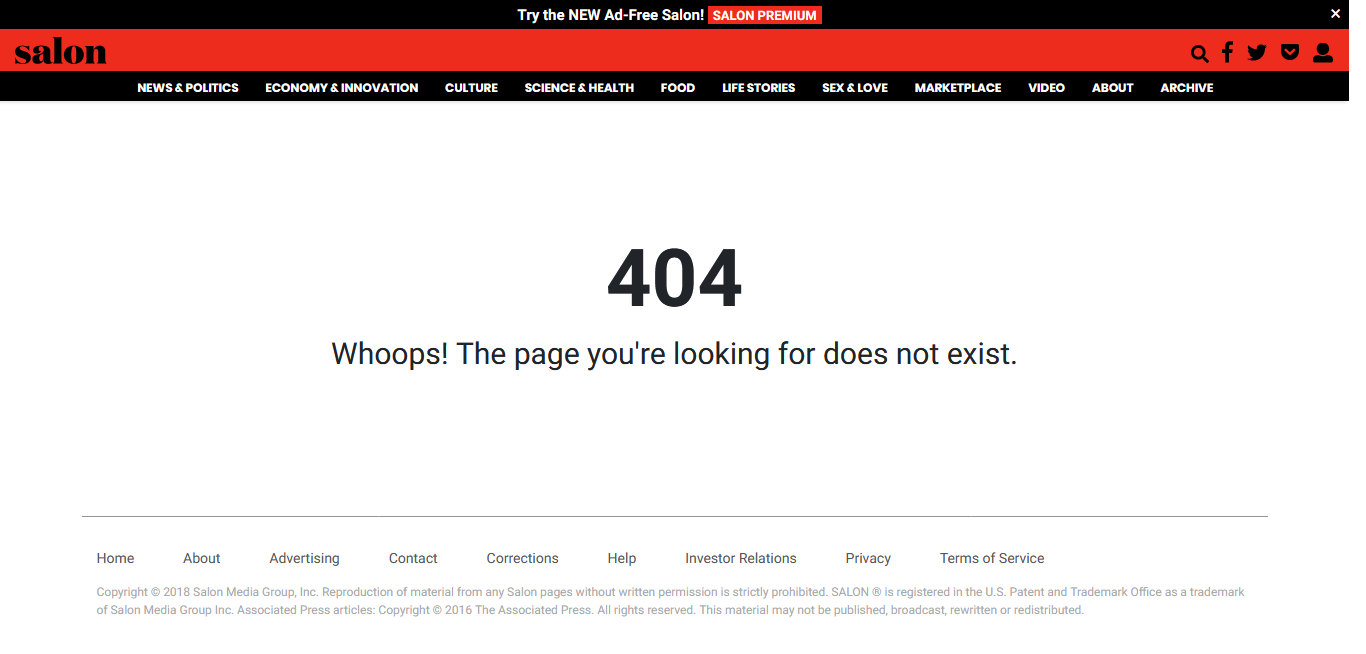 Try the NEW Ad-Free Salon! SALON PREMIUM
salon
NEWS & POLITICS ECONOMY & INNOVATION CULTURE SCIENCE & HEALTH FOOD LIFE STORIES SEX & LOVE MARKETPLACE VIDEO ABOUT ARCHIVE
404
Whoops! The page you're looking for does not exist.
Home About Advertising Contact Corrections Help Investor Relations Privacy Terms of Service
Copyright © 2018 Salon Media Group, Inc. Reproduction of material from any Salon pages without written permission is strictly prohibited. SALON ® is registered in the U.S. Patent and Trademark Office as a trademark
of Salon Media Group Inc. Associated Press articles: Copyright © 2016 The Associated Press. All rights reserved. This material may not be published, broadcast, rewritten or redistributed.